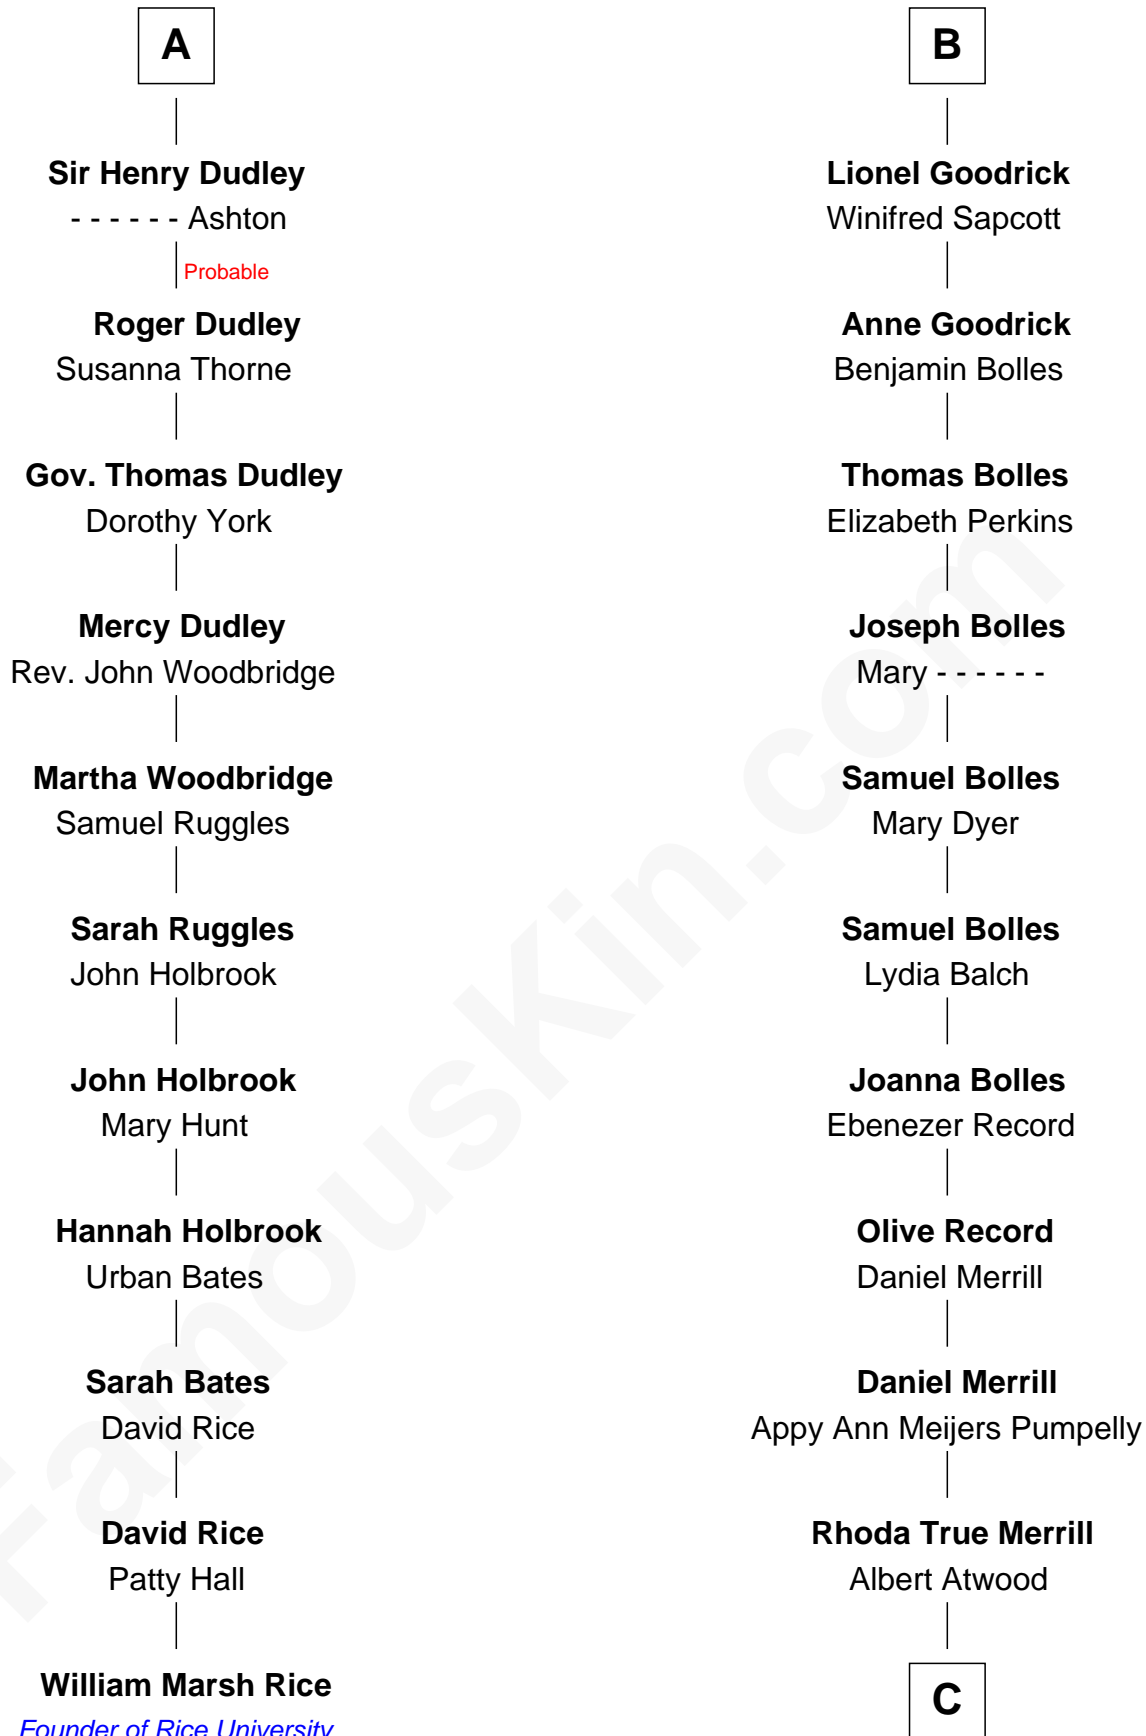 A
Sir Henry Dudley
- - - - - - Ashton
Probable
Roger Dudley
Susanna Thorne
Gov. Thomas Dudley
Dorothy York
Mercy Dudley
Rev. John Woodbridge
Martha Woodbridge
Samuel Ruggles
Sarah Ruggles
John Holbrook
John Holbrook
Mary Hunt
Hannah Holbrook
Urban Bates
Sarah Bates
David Rice
David Rice
Patty Hall
William Marsh Rice
Founder of Rice University
B
Lionel Goodrick
Winifred Sapcott
Anne Goodrick
Benjamin Bolles
Thomas Bolles
Elizabeth Perkins
Joseph Bolles
Mary - - - - - -
Samuel Bolles
Mary Dyer
Samuel Bolles
Lydia Balch
Joanna Bolles
Ebenezer Record
Olive Record
Daniel Merrill
Daniel Merrill
Appy Ann Meijers Pumpelly
Rhoda True Merrill
Albert Atwood
C
FamousKin.com